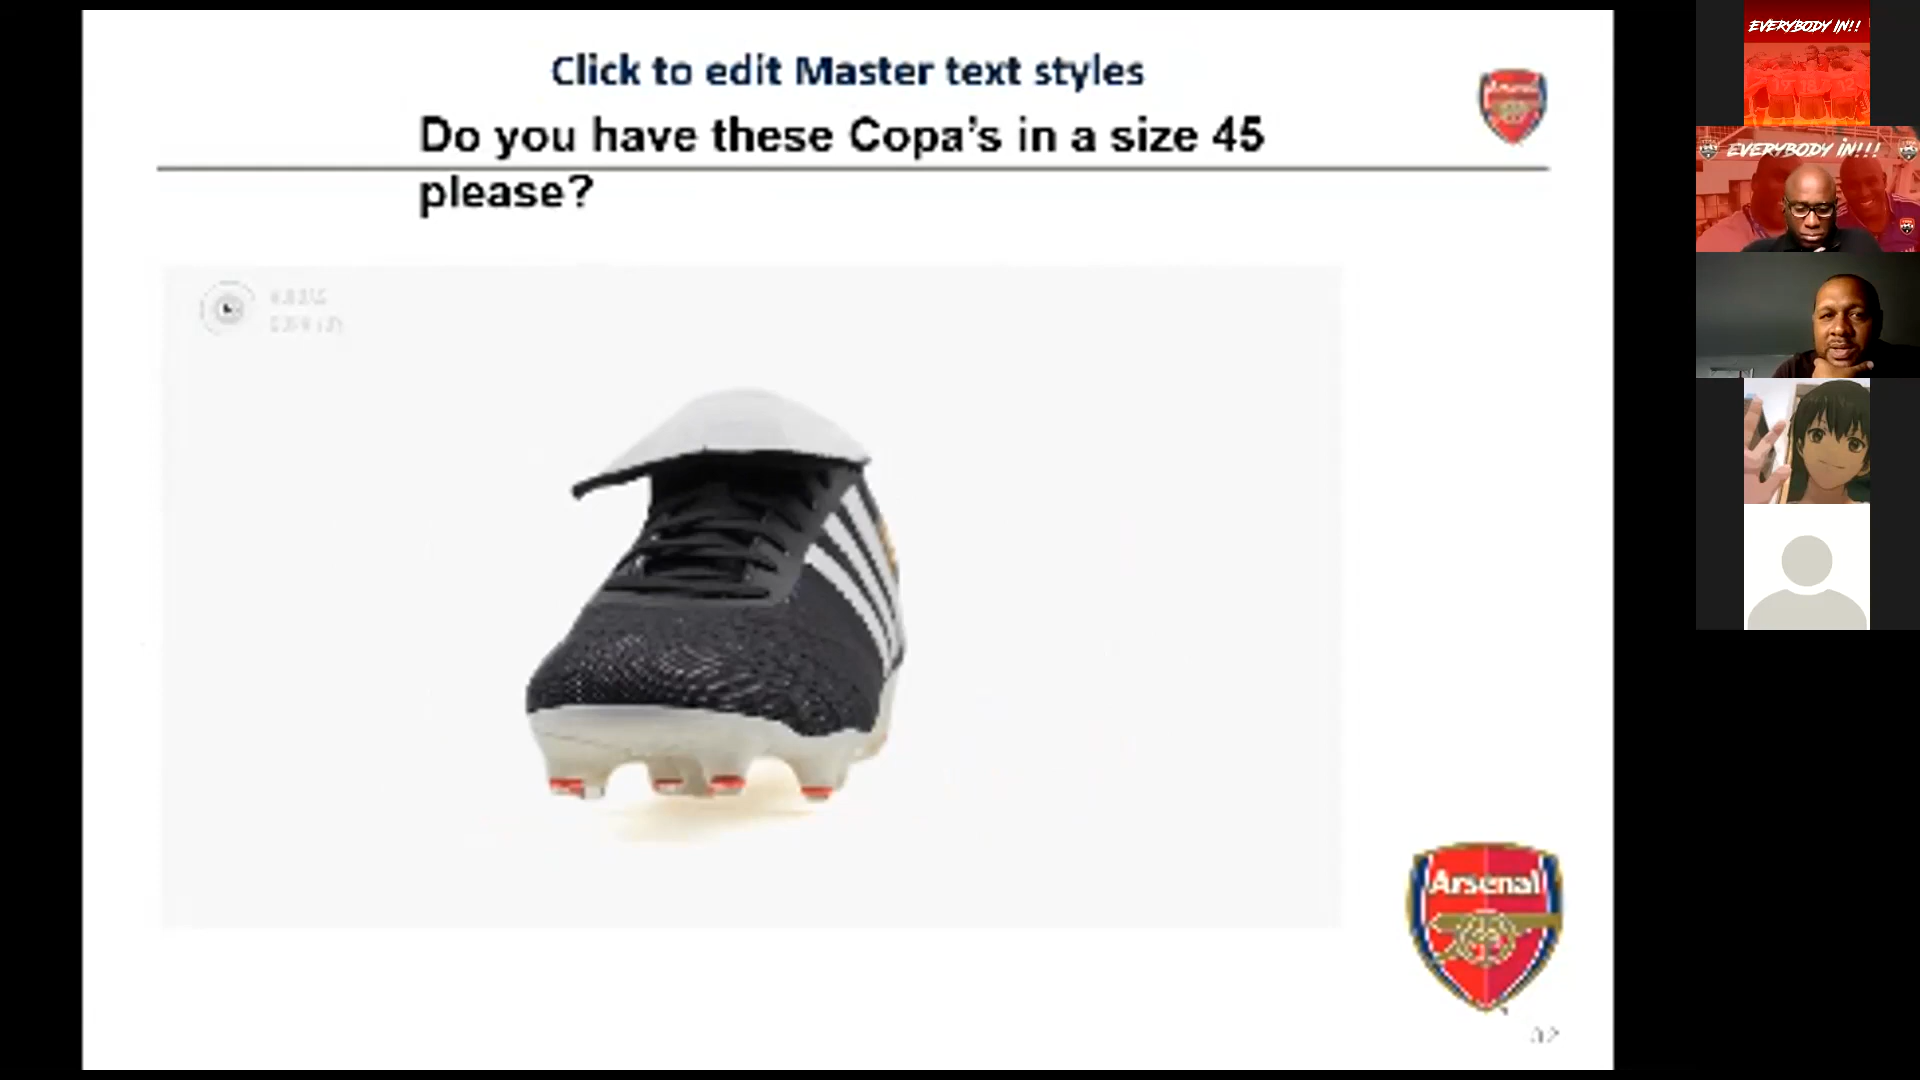 Click to edit Master text styles
Do you have these Copa's in a size 45
please?
Arsenal
Arsenal
EVERYBODY IN!!
EVERYBODY IN!!!